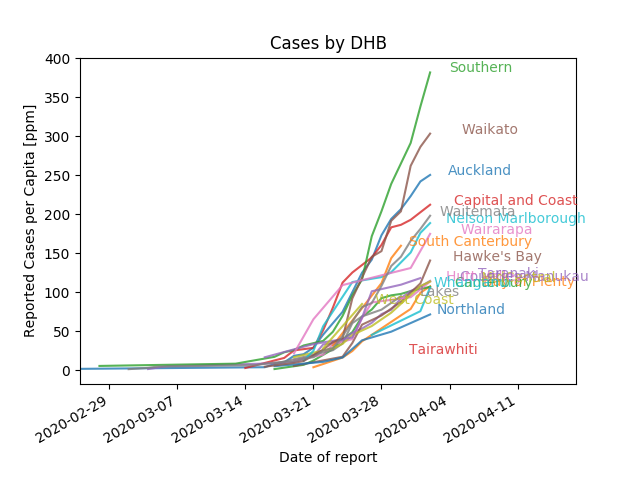 Cases by DHB
Reported Cases per Capita [ppm]
400
350
300
250
200
150
100
50
0
Southern
Waikato
Auckland
Capital and Coast
Waitemata
Nelson Marlborough
Wairarapa
South Canterbury
Hawke's Bay
Taranaki
Lakes
West Coast
Northland
Tairawhiti
2020-02-29
2020-03-07
2020-03-14
2020-03-21
2020-03-28
2020-04-04
2020-04-11
Date of report